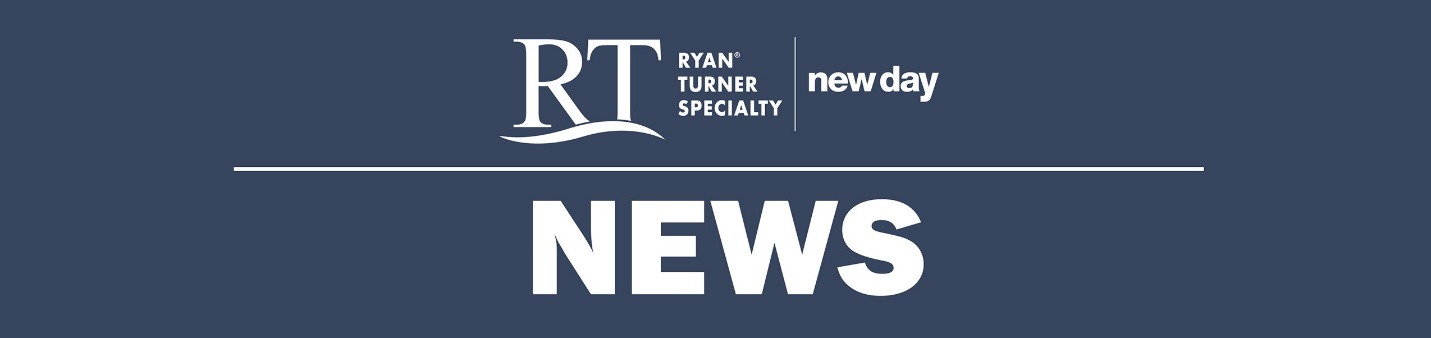 RT
RYAN®
TURNER
SPECIALTY
new day
NEWS